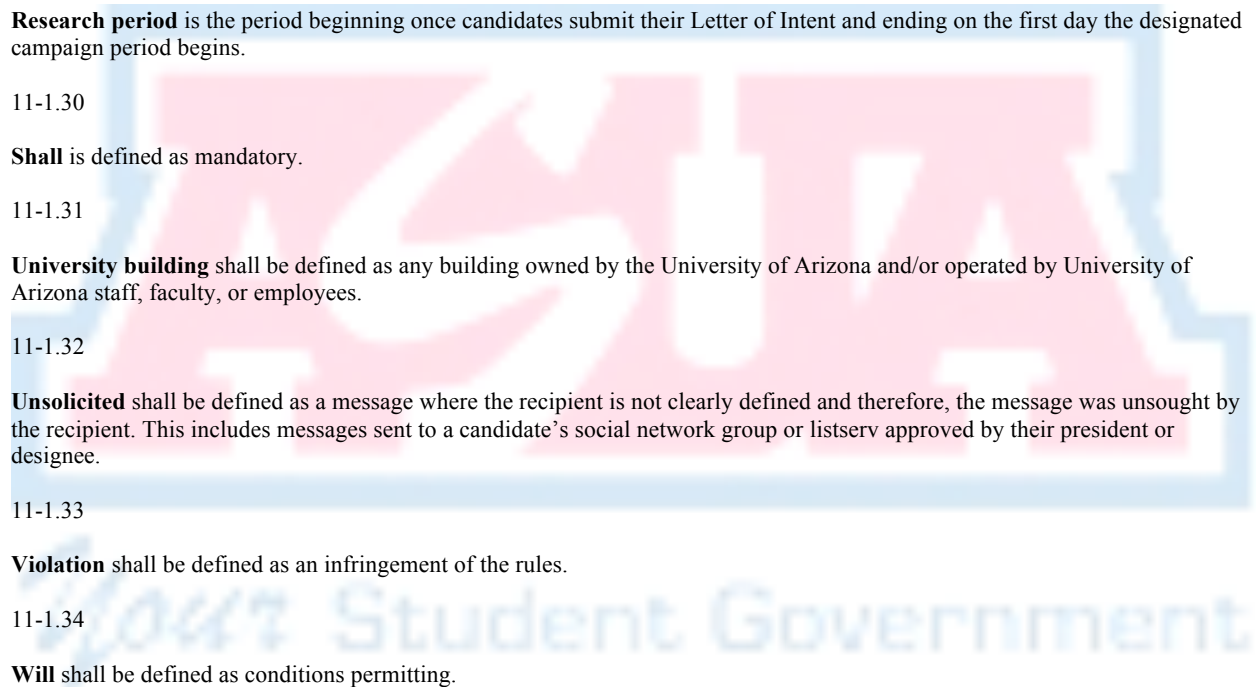 Research period is the period beginning once candidates submit their Letter of Intent and ending on the first day the designated
campaign period begins.
11-1.30
Shall is defined as mandatory.
11-1.31
University building shall be defined as any building owned by the University of Arizona and/or operated by University of
Arizona staff, faculty, or employees.
11-1.32
Unsolicited shall be defined as a message where the recipient is not clearly defined and therefore, the message was unsought by
the recipient. This includes messages sent to a candidate’s social network group or listserv approved by their president or
designee.
11-1.33
Violation shall be defined as an infringement of the rules.
11-1.34
Will shall be defined as conditions permitting.
ASUA
Your Student Government